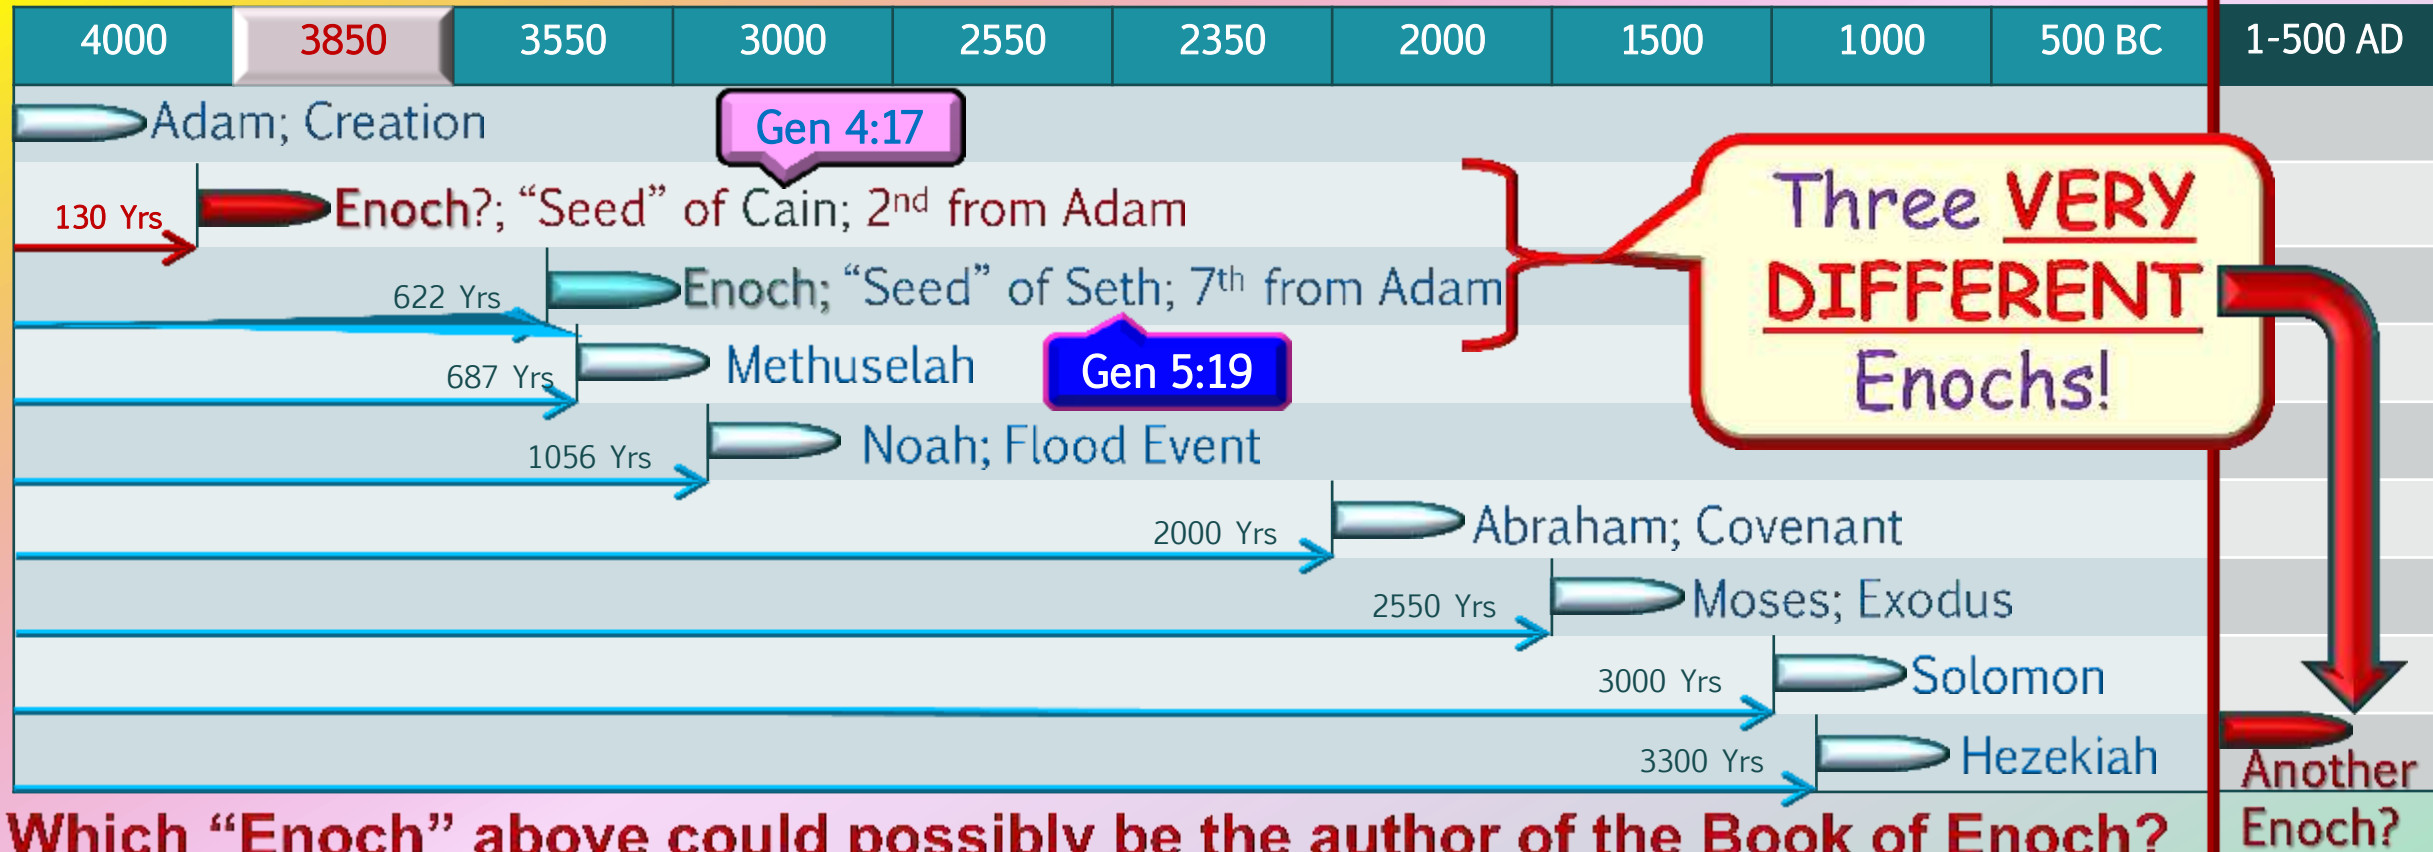 4000 3850 3550 3000 2550 2350 2000 1500 1000 500 BC 1-500 AD
Adam; Creation
Gen 4:17
130 Yrs
Enoch?; “Seed” of Cain; 2nd from Adam
622 Yrs
Enoch; “Seed” of Seth; 7th from Adam
Three VERY
DIFFERENT
Enochs!
687 Yrs
Methuselah
Gen 5:19
1056 Yrs
Noah; Flood Event
2000 Yrs
Abraham; Covenant
2550 Yrs
Moses; Exodus
3000 Yrs
Solomon
3300 Yrs
Hezekiah
Another
Enoch?
Which “Enoch” above could possibly be the author of the Book of Enoch?